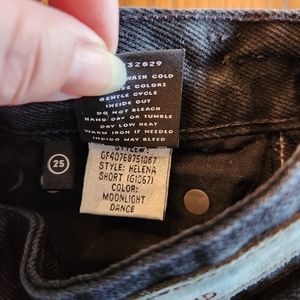 32829
WASH COLD
COLORS
GENTLE CYCLE
INSIDE OUT
DO NOT BLEACH
HANG DRY OR TUMBLE
DRY LOW HEAT
WARM IRON IF NEEDED
INDIGO MAY BLEED
STYLE#:
GF40768751067
STYLE: HELENA
SHORT (G1067)
COLOR:
MOONLIGHT
DANCE
25